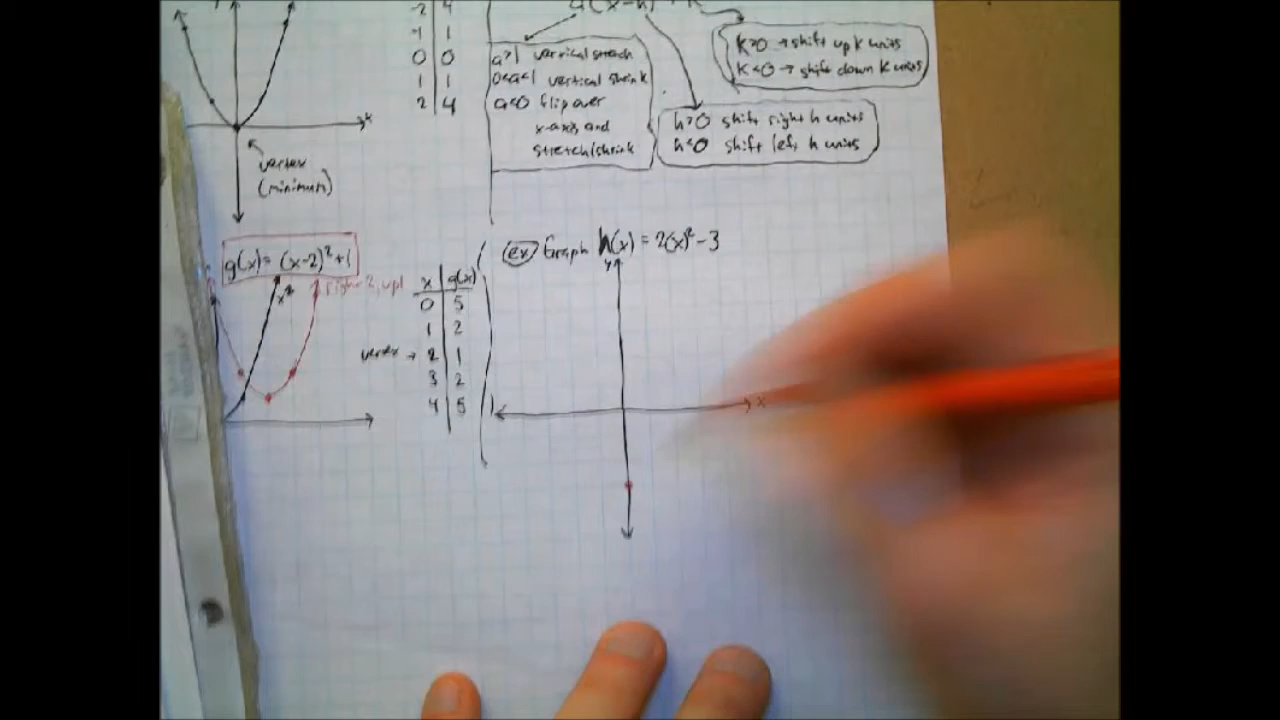 -2 | 4
-1 | 1
0 | 0
1 | 1
2 | 4
x
vertex
(minimum)
a(x-h)² + k
a>1 vertical stretch
0<a<1 vertical shrink
a<0 flip over
x-axis and
stretch/shrink
k>0 → shift up k units
k<0 → shift down k units
h>0 shift right h units
h<0 shift left h units
g(x) = (x-2)² + 1
x²
right 2, up 1
x | g(x)
0 | 5
1 | 2
vertex → 2 | 1
3 | 2
4 | 5
ex Graph h(x) = 2(x)² - 3
y
x